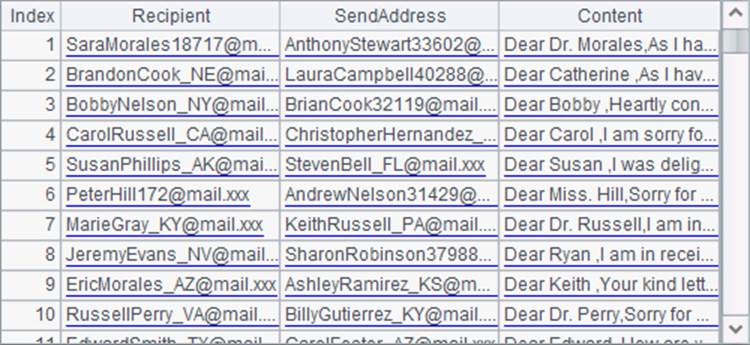 Index Recipient SendAddress Content
1 SaraMorales18717@m... AnthonyStewart33602@... Dear Dr. Morales,As I ha...
2 BrandonCook_NE@mai... LauraCampbell40288@... Dear Catherine ,As I hav...
3 BobbyNelson_NY@mail.... BrianCook32119@mail.... Dear Bobby ,Heartly con...
4 CarolRussell_CA@mail.... ChristopherHernandez_... Dear Carol ,I am sorry fo...
5 SusanPhillips_AK@mai... StevenBell_FL@mail.xxx Dear Susan ,I was delig...
6 PeterHill172@mail.xxx AndrewNelson31429@... Dear Miss. Hill,Sorry for ...
7 MarieGray_KY@mail.xxx KeithRussell_PA@mail.... Dear Dr. Russell,I am in...
8 JeremyEvans_NV@mail.... SharonRobinson37988... Dear Ryan ,I am in recei...
9 EricMorales_AZ@mail.xxx AshleyRamirez_KS@m... Dear Keith ,Your kind lett...
10 RussellPerry_VA@mail.... BillyGutierrez_KY@mail.... Dear Dr. Perry,Sorry for ...
11 EdwardSmith_TX@mail.... Dear Edward